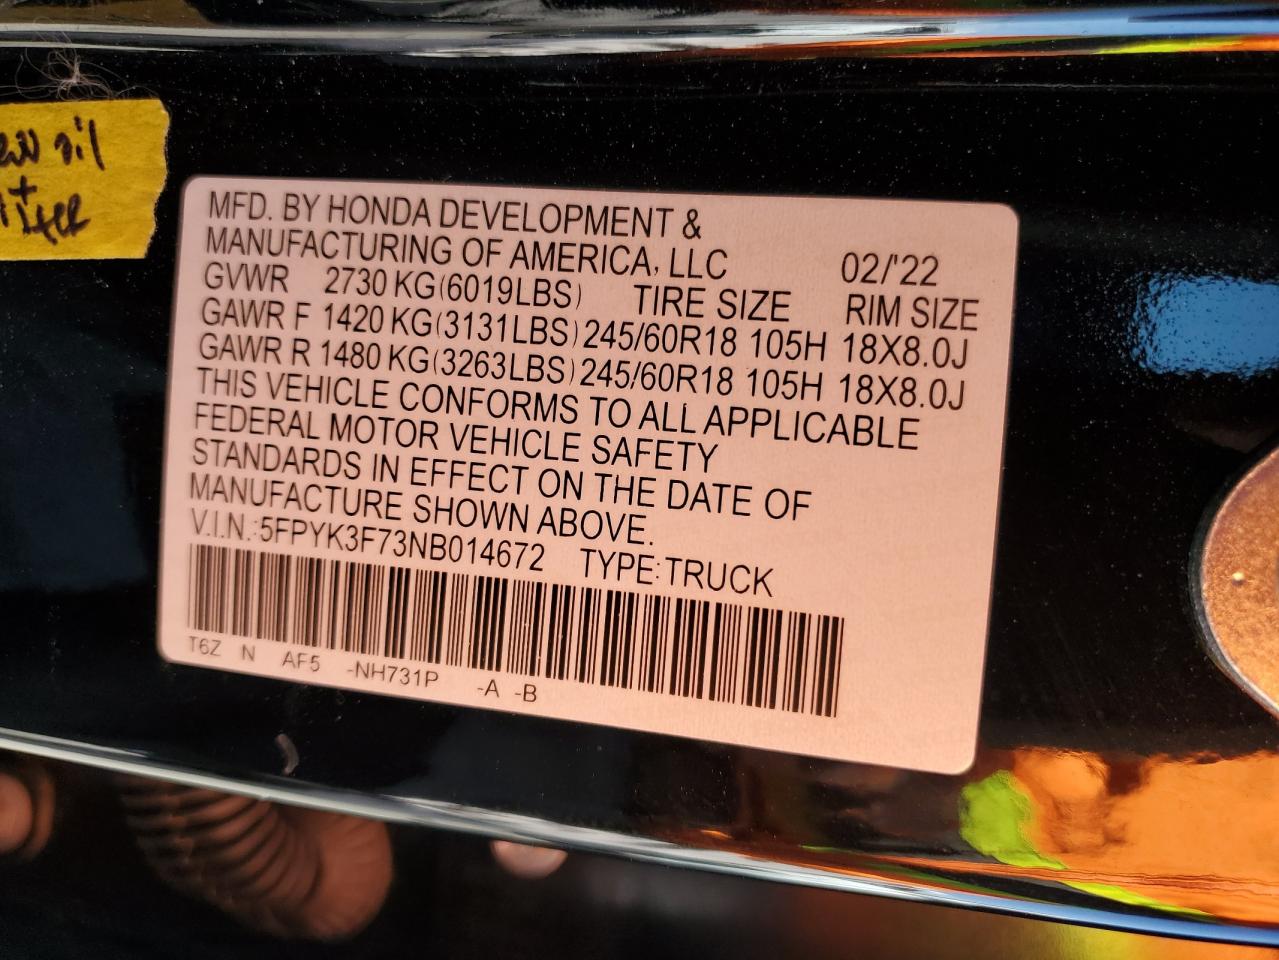 oil
+
MFD. BY HONDA DEVELOPMENT &
MANUFACTURING OF AMERICA, LLC 02/'22
GVWR 2730 KG(6019LBS) TIRE SIZE RIM SIZE
GAWR F 1420 KG(3131LBS) 245/60R18 105H 18X8.0J
GAWR R 1480 KG(3263LBS) 245/60R18 105H 18X8.0J
THIS VEHICLE CONFORMS TO ALL APPLICABLE
FEDERAL MOTOR VEHICLE SAFETY
STANDARDS IN EFFECT ON THE DATE OF
MANUFACTURE SHOWN ABOVE.
V.I.N.:5FPYK3F73NB014672 TYPE:TRUCK
T6Z N AF5 -NH731P -A -B